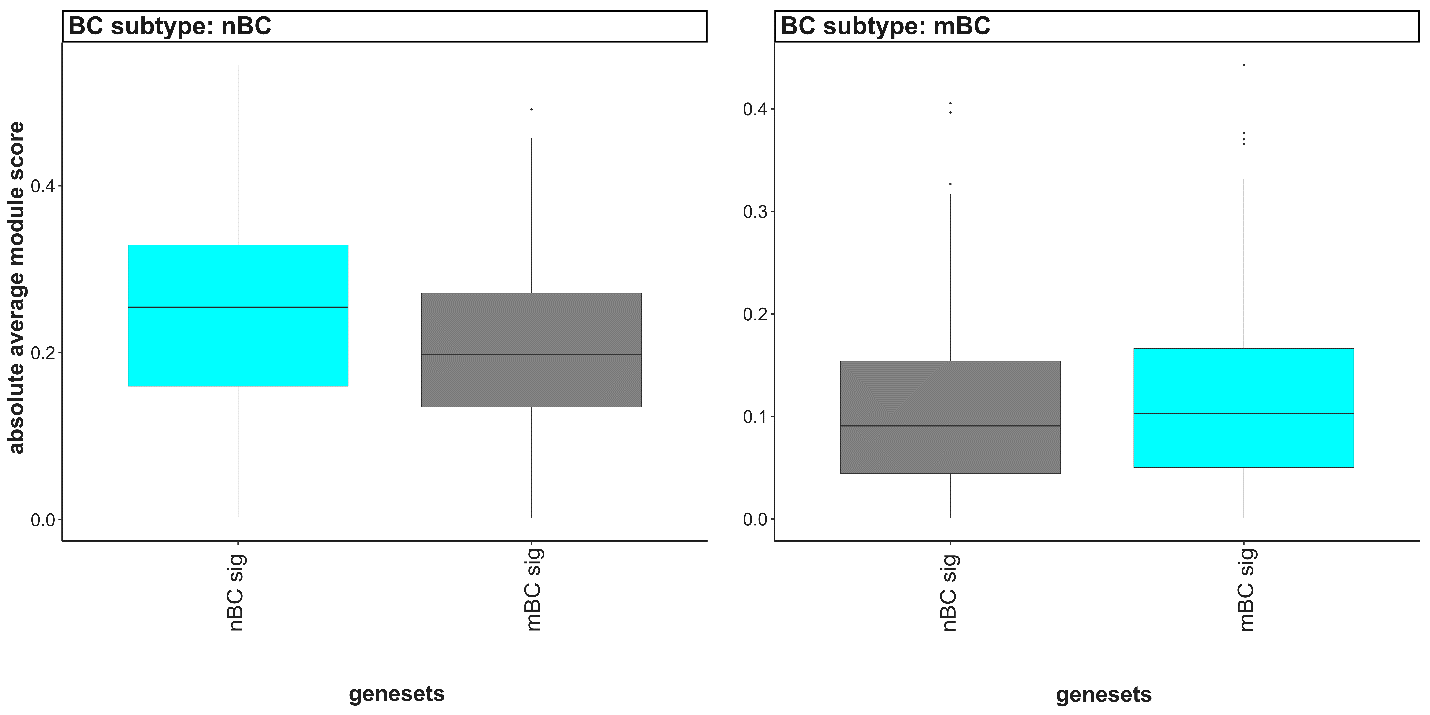 BC subtype: nBC
BC subtype: mBC
absolute average module score
0.4
0.2
0.0
0.4
0.3
0.2
0.1
0.0
nBC sig
mBC sig
nBC sig
mBC sig
genesets
genesets